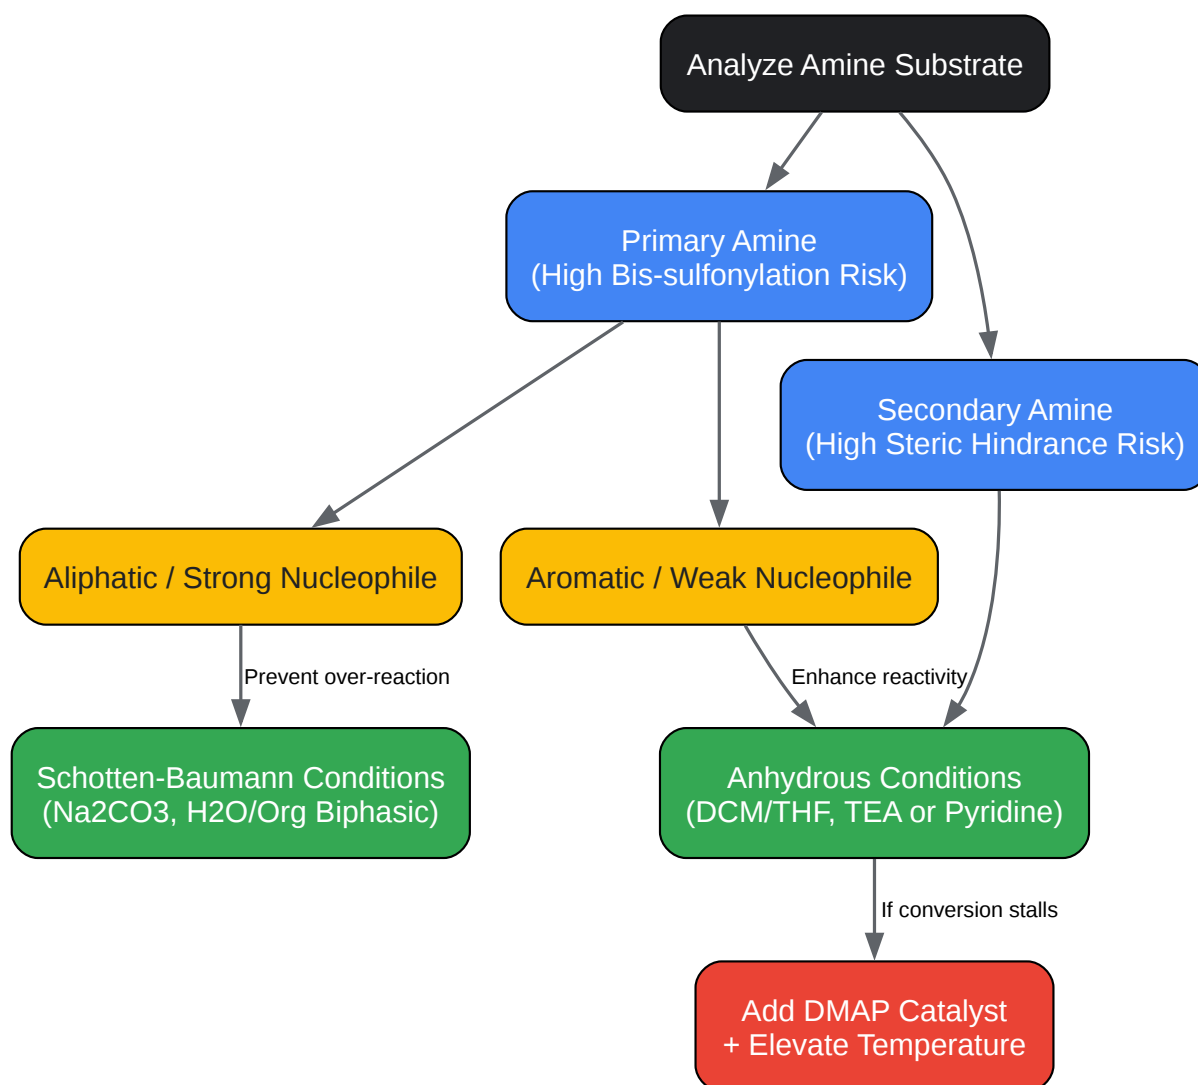 Analyze Amine Substrate
Primary Amine
(High Bis-sulfonylation Risk)
Secondary Amine
(High Steric Hindrance Risk)
Aliphatic / Strong Nucleophile
Aromatic / Weak Nucleophile
Prevent over-reaction
Enhance reactivity
Schotten-Baumann Conditions
(Na2CO3, H2O/Org Biphasic)
Anhydrous Conditions
(DCM/THF, TEA or Pyridine)
If conversion stalls
Add DMAP Catalyst
+ Elevate Temperature